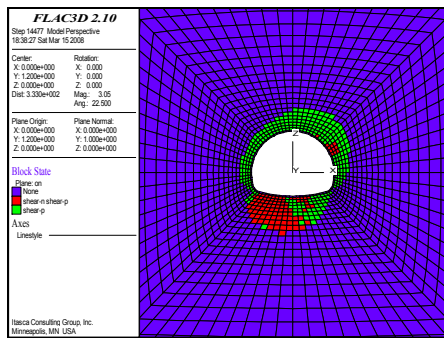 FLAC3D 2.10
Step 14477 Model Perspective
18:38:27 Sat Mar 15 2008
Center: Rotation:
X: 0.000e+000 X: 0.000
Y: 1.200e+000 Y: 0.000
Z: 0.000e+000 Z: 0.000
Dist: 3.330e+002 Mag.: 3.05
Ang.: 22.500
Plane Origin: Plane Normal:
X: 0.000e+000 X: 0.000e+000
Y: 1.200e+000 Y: 1.000e+000
Z: 0.000e+000 Z: 0.000e+000
Block State
Plane: on
None
shear-n shear-p
shear-p
Axes
Linestyle
Itasca Consulting Group, Inc.
Minneapolis, MN USA
Z
Y
X